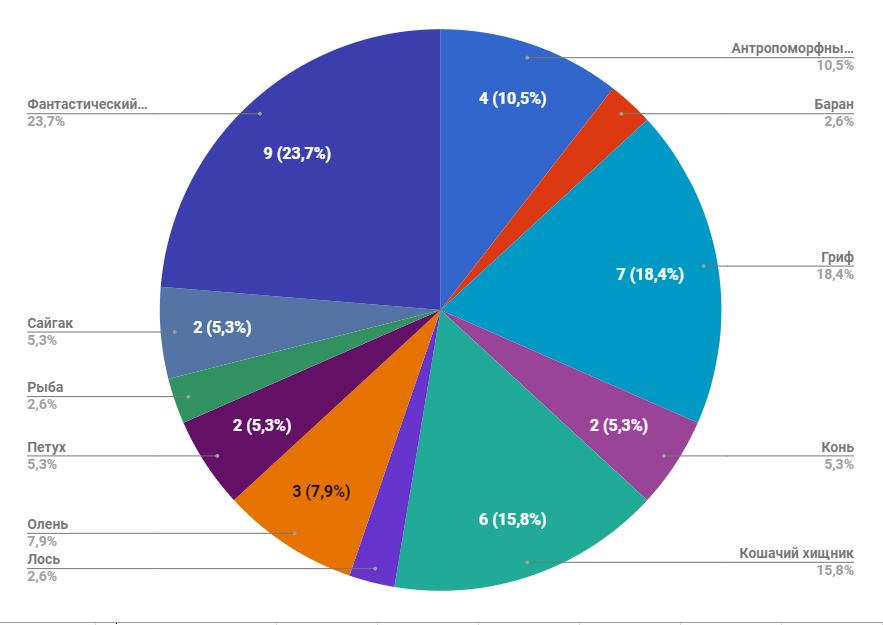 Антропоморфны...
10,5%
Баран
2,6%
Гриф
18,4%
Конь
5,3%
Кошачий хищник
15,8%
Фантастический...
23,7%
Сайгак
5,3%
Рыба
2,6%
Петух
5,3%
Олень
7,9%
Лось
2,6%
4 (10,5%)
7 (18,4%)
2 (5,3%)
6 (15,8%)
3 (7,9%)
2 (5,3%)
2 (5,3%)
9 (23,7%)